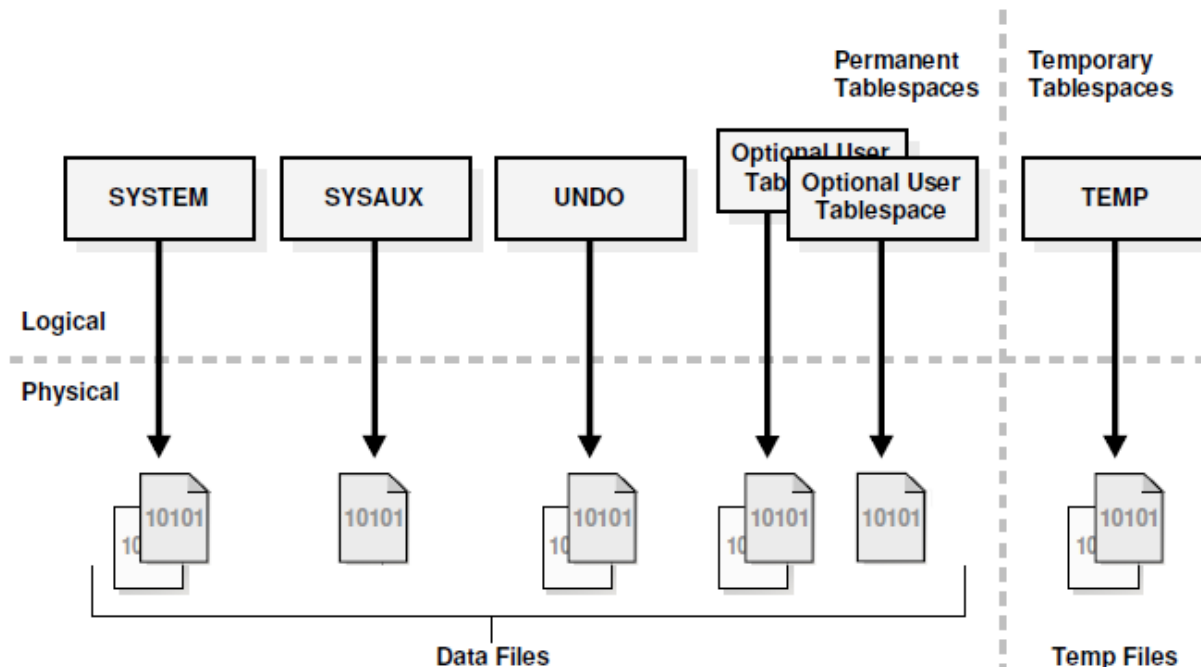 Permanent
Tablespaces
Temporary
Tablespaces
SYSTEM
SYSAUX
UNDO
Optional User
Optional User
Tablespace
TEMP
Logical
Physical
10101
10101
10101
10101
10101
10101
Data Files
Temp Files